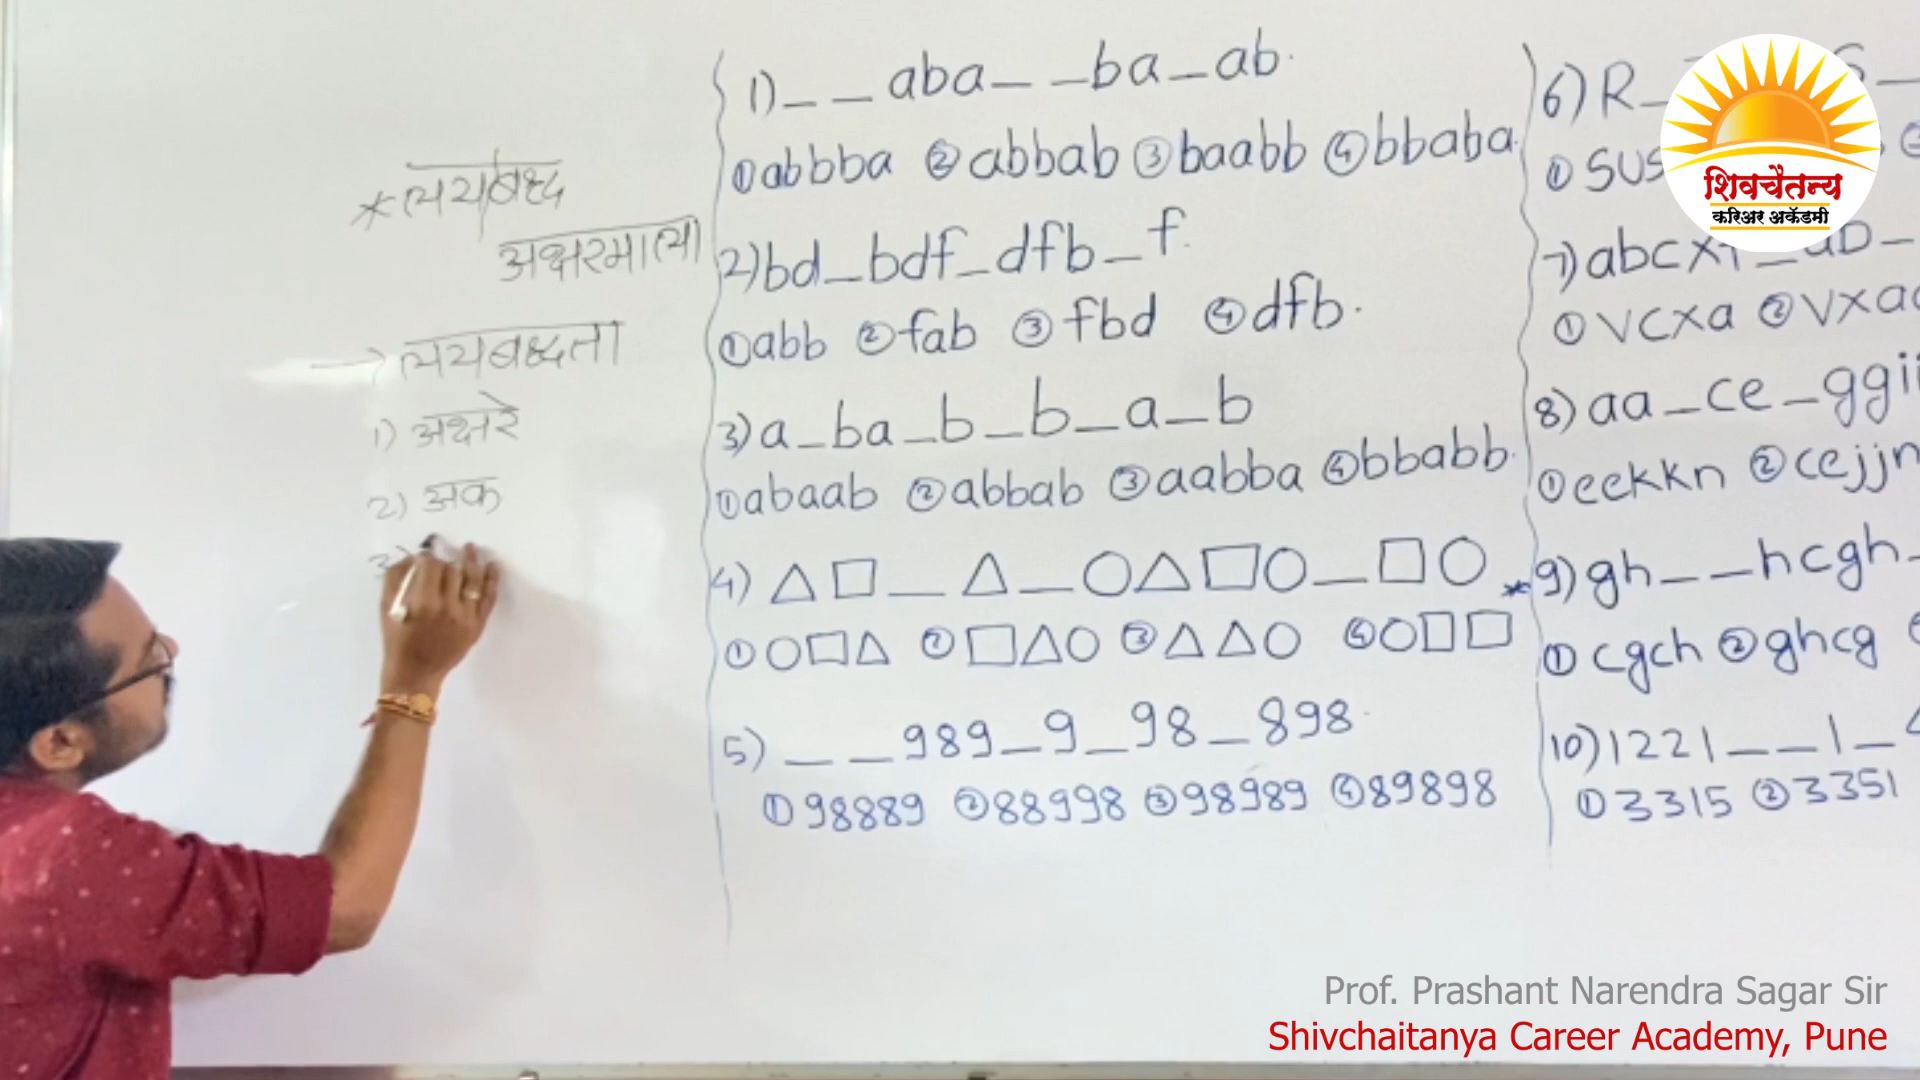 * लयबद्ध
अक्षरमाला
→ लयबद्धता
1) अक्षरे
2) अंक
3)
1) _ _ aba _ _ ba _ ab.
① abbba ② abbab ③ baabb ④ bbaba.
2) bd _ bdf _ dfb _ f.
① abb ② fab ③ fbd ④ dfb.
3) a _ ba _ b _ b _ a _ b
① abaab ② abbab ③ aabba ④ bbabb.
4) △ □ _ △ _ ○ △ □ ○ _ □ ○
① ○ □ △ ② □ △ ○ ③ △ △ ○ ④ ○ □ □
5) _ _ 989 _ 9 _ 98 _ 898.
① 98889 ② 88998 ③ 98989 ④ 89898
6) R _
① SUS
7) abcx
① vcxa ② vxa
8) aa _ ce _ ggii
① eekkn ② cejjn
* 9) gh _ _ hcgh _
① cgch ② ghcg
10) 1221 _ _ 1 _
① 3315 ② 3351
शिवचैतन्य
करिअर अकॅडमी
Prof. Prashant Narendra Sagar Sir
Shivchaitanya Career Academy, Pune